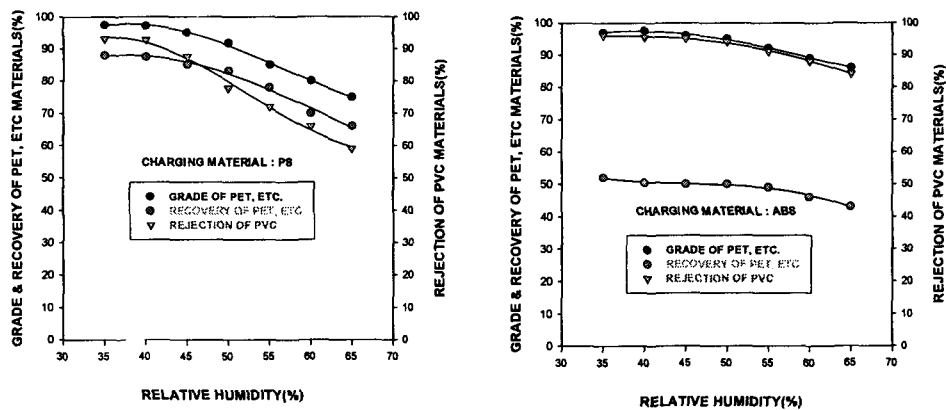 GRADE & RECOVERY OF PET, ETC MATERIALS(%)
100
90
80
70
60
50
40
30
20
10
0
CHARGING MATERIAL : PS
GRADE OF PET, ETC.
RECOVERY OF PET, ETC
REJECTION OF PVC
100
90
80
70
60
50
40
30
20
10
0
REJECTION OF PVC MATERIALS(%)
30 35 40 45 50 55 60 65 70
RELATIVE HUMIDITY(%)
GRADE & RECOVERY OF PET, ETC MATERIALS(%)
100
90
80
70
60
50
40
30
20
10
0
CHARGING MATERIAL : ABS
GRADE OF PET, ETC.
RECOVERY OF PET, ETC
REJECTION OF PVC
100
90
80
70
60
50
40
30
20
10
0
REJECTION OF PVC MATERIALS(%)
30 35 40 45 50 55 60 65 70
RELATIVE HUMIDITY(%)